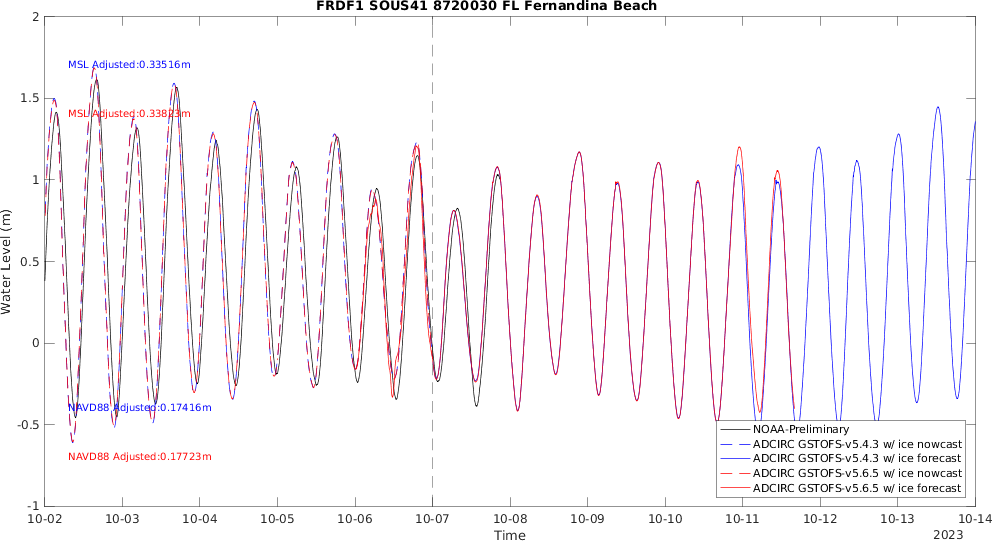 FRDF1 SOUS41 8720030 FL Fernandina Beach
2
1.5
1
0.5
0
-0.5
-1
Water Level (m)
MSL Adjusted:0.33516m
MSL Adjusted:0.33823m
NAVD88 Adjusted:0.17416m
NAVD88 Adjusted:0.17723m
NOAA-Preliminary
ADCIRC GSTOFS-v5.4.3 w/ ice nowcast
ADCIRC GSTOFS-v5.4.3 w/ ice forecast
ADCIRC GSTOFS-v5.6.5 w/ ice nowcast
ADCIRC GSTOFS-v5.6.5 w/ ice forecast
10-02 10-03 10-04 10-05 10-06 10-07 10-08 10-09 10-10 10-11 10-12 10-13 10-14
Time
2023